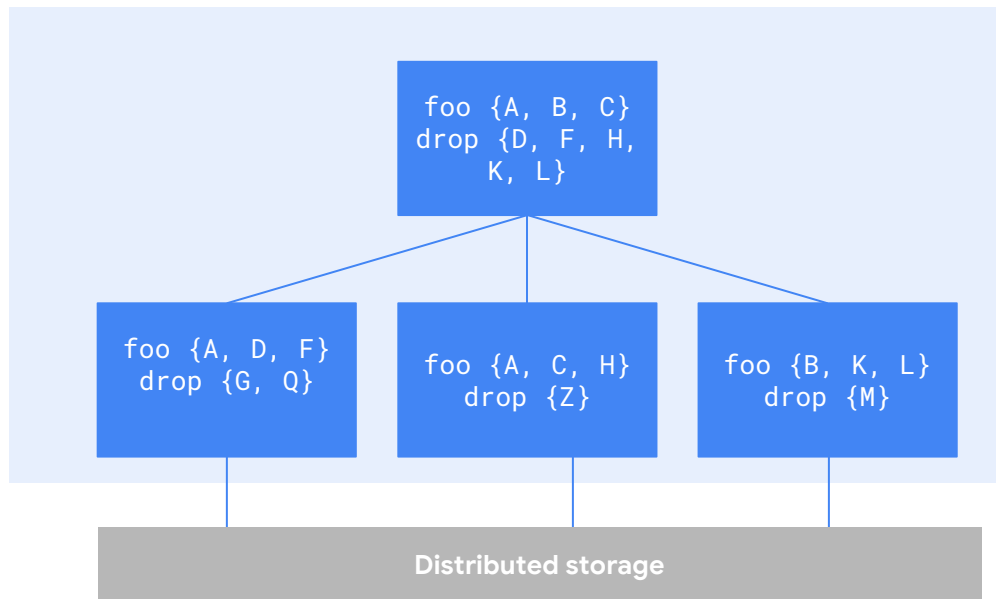 foo {A, B, C}
drop {D, F, H,
K, L}
foo {A, D, F}
drop {G, Q}
foo {A, C, H}
drop {Z}
foo {B, K, L}
drop {M}
Distributed storage